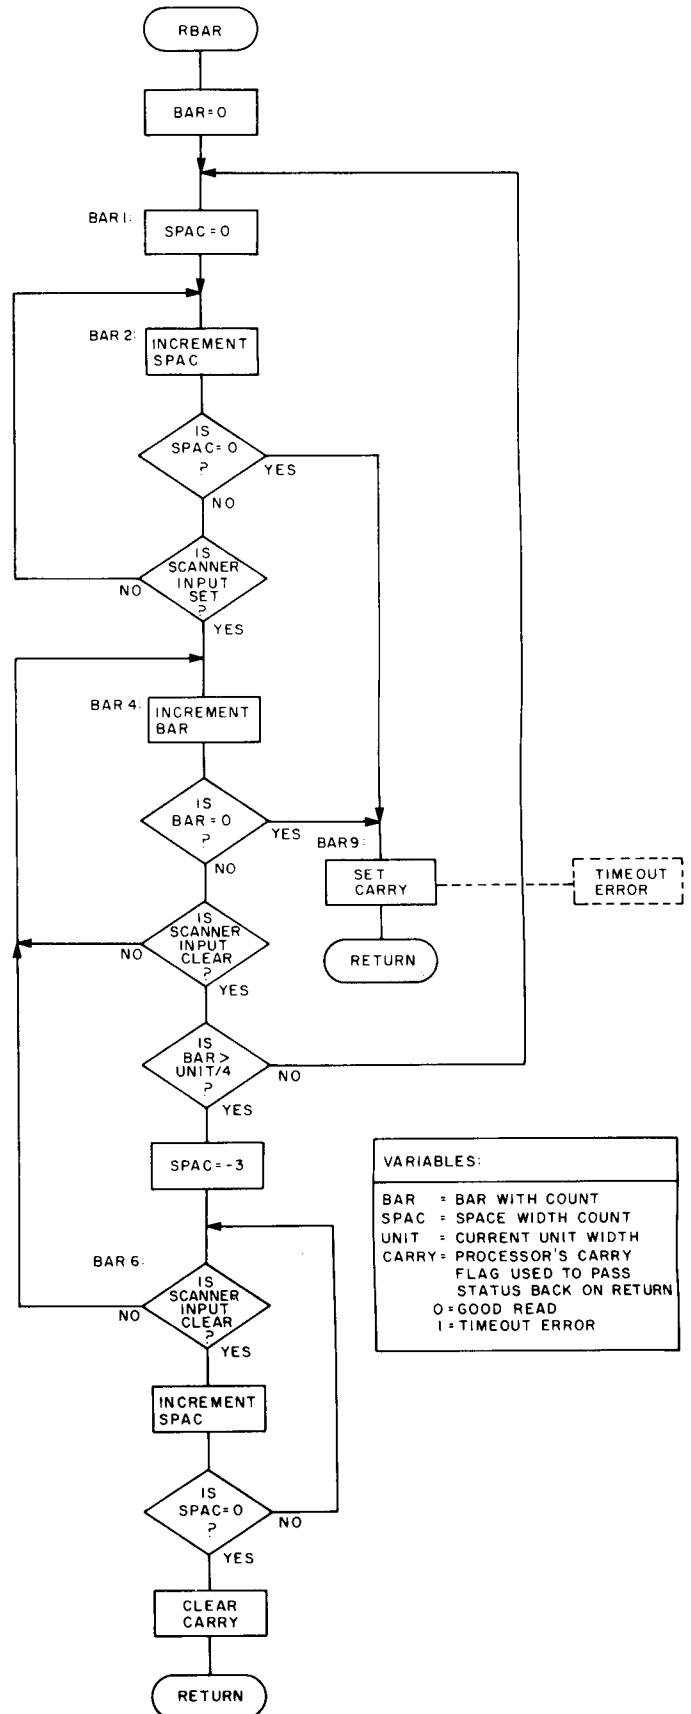 RBAR
BAR=0
BAR 1:
SPAC=0
BAR 2:
INCREMENT
SPAC
IS
SPAC=0
?
YES
NO
IS
SCANNER
INPUT
SET
?
NO
YES
BAR 4:
INCREMENT
BAR
IS
BAR=0
?
YES
NO
BAR9:
SET
CARRY
TIMEOUT
ERROR
RETURN
IS
SCANNER
INPUT
CLEAR
?
NO
YES
IS
BAR >
UNIT/4
?
NO
YES
SPAC=-3
BAR 6:
IS
SCANNER
INPUT
CLEAR
?
NO
YES
INCREMENT
SPAC
IS
SPAC=0
?
NO
YES
CLEAR
CARRY
RETURN
VARIABLES:
BAR = BAR WITH COUNT
SPAC = SPACE WIDTH COUNT
UNIT = CURRENT UNIT WIDTH
CARRY= PROCESSOR'S CARRY
FLAG USED TO PASS
STATUS BACK ON RETURN
0=GOOD READ
1=TIMEOUT ERROR